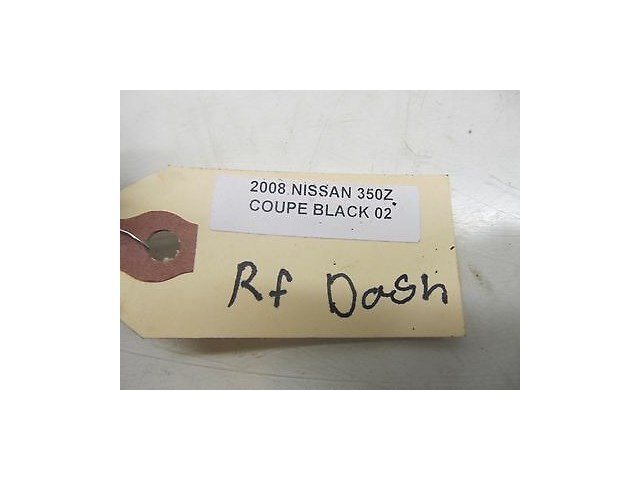 2008 NISSAN 350Z
COUPE BLACK 02
Rf Dash